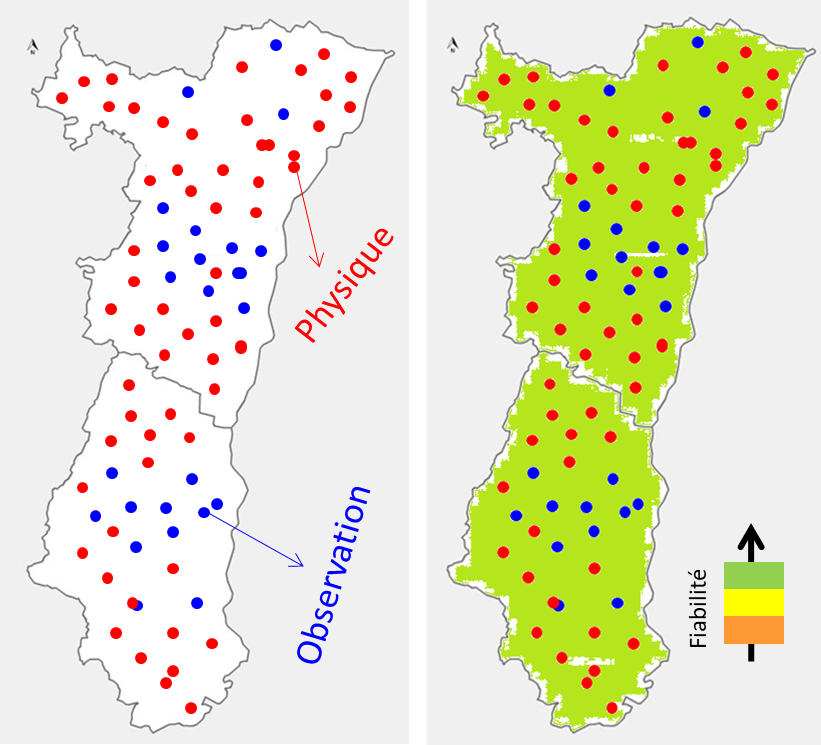 N
N
Physique
Observation
Fiabilité